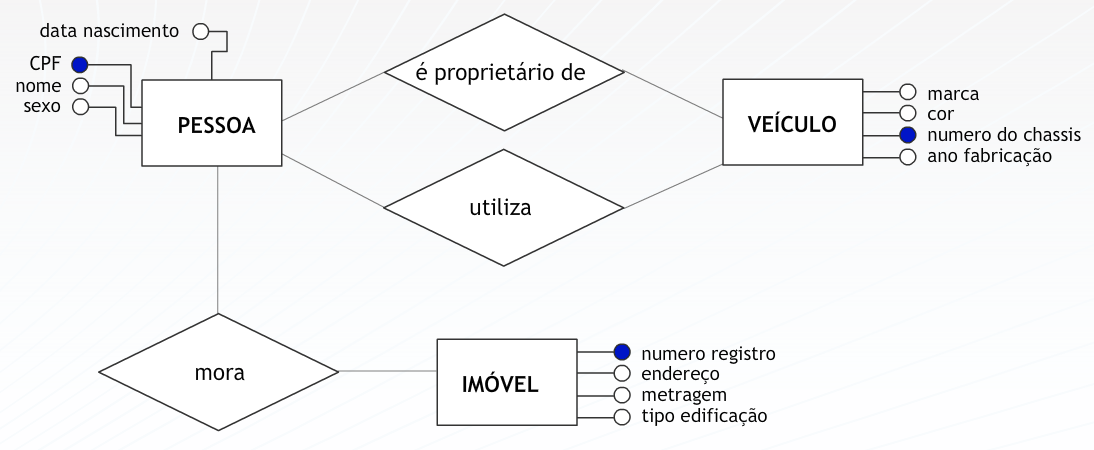 data nascimento
CPF
nome
sexo
PESSOA
é proprietário de
utiliza
VEÍCULO
marca
cor
numero do chassis
ano fabricação
mora
IMÓVEL
numero registro
endereço
metragem
tipo edificação